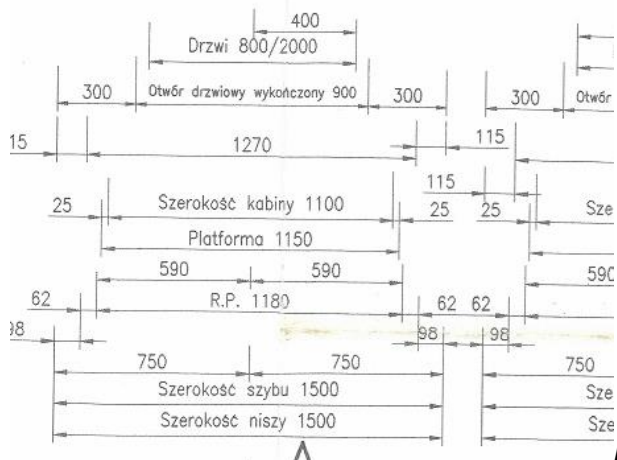 400
Drzwi 800/2000
300 Otwór drzwiowy wykończony 900 300 300 Otwór
15 1270 115
115
25 Szerokość kabiny 1100 25 25 Sze
Platforma 1150
590 590 590
62 R.P. 1180 62 62
98 98 98
750 750 750
Szerokość szybu 1500 Sze
Szerokość niszy 1500 Sze